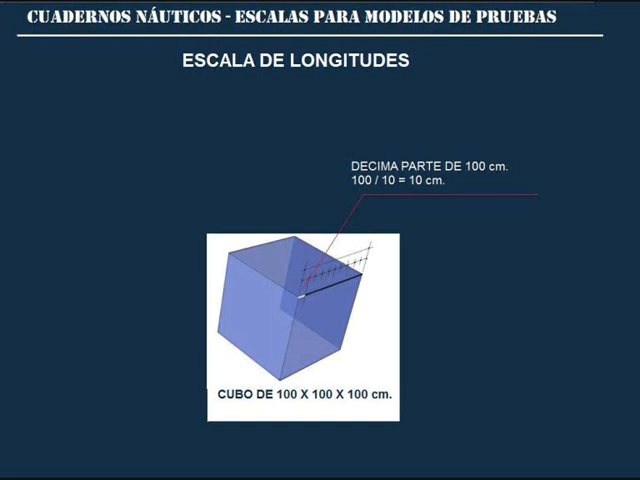 CUADERNOS NÁUTICOS - ESCALAS PARA MODELOS DE PRUEBAS
ESCALA DE LONGITUDES
DECIMA PARTE DE 100 cm.
100 / 10 = 10 cm.
CUBO DE 100 X 100 X 100 cm.